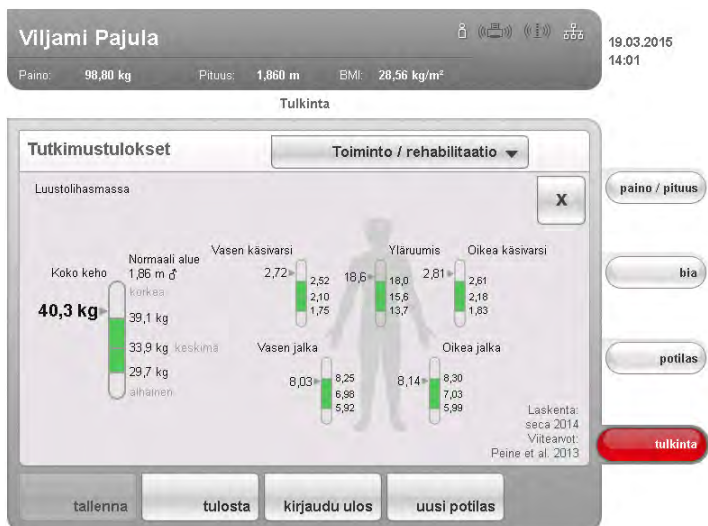 Viljami Pajula
19.03.2015
14:01
Paino: 98,80 kg Pituus: 1,860 m BMI: 28,56 kg/m²
Tulkinta
Tutkimustulokset
Toiminto / rehabilitaatio
Luustolihasmassa
X
paino / pituus
bia
potilas
tulkinta
Koko keho
Normaali alue
1,86 m ♂
korkea
40,3 kg
39,1 kg
33,9 kg keskimä
29,7 kg
alhainen
Vasen käsivarsi
2,72
2,52
2,10
1,75
Yläruumis
18,6
18,0
15,6
13,7
Oikea käsivarsi
2,81
2,61
2,18
1,83
Vasen jalka
8,03
8,25
6,98
5,92
Oikea jalka
8,14
8,30
7,03
5,99
Laskenta:
seca 2014
Viitearvot:
Peine et al. 2013
tallenna
tulosta
kirjaudu ulos
uusi potilas